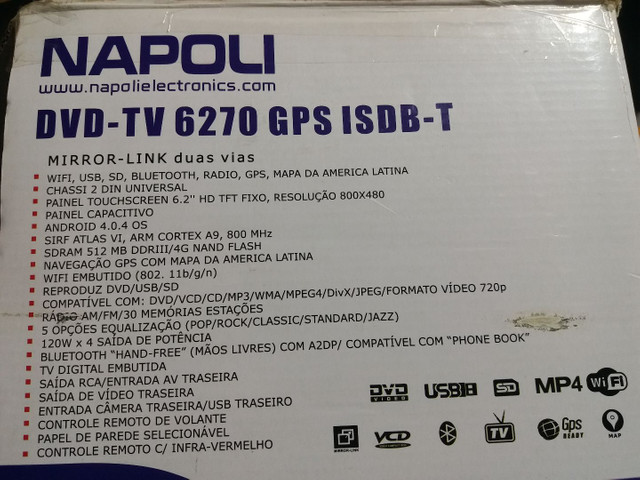 NAPOLI
www.napolielectronics.com
DVD-TV 6270 GPS ISDB-T
MIRROR-LINK duas vias
WIFI, USB, SD, BLUETOOTH, RADIO, GPS, MAPA DA AMERICA LATINA
CHASSI 2 DIN UNIVERSAL
PAINEL TOUCHSCREEN 6.2'' HD TFT FIXO, RESOLUÇÃO 800X480
PAINEL CAPACITIVO
ANDROID 4.0.4 OS
SIRF ATLAS VI, ARM CORTEX A9, 800 MHz
SDRAM 512 MB DDRIII/4G NAND FLASH
NAVEGAÇÃO GPS COM MAPA DA AMERICA LATINA
WIFI EMBUTIDO (802. 11b/g/n)
REPRODUZ DVD/USB/SD
COMPATÍVEL COM: DVD/VCD/CD/MP3/WMA/MPEG4/DivX/JPEG/FORMATO VÍDEO 720p
RÁDIO AM/FM/30 MEMÓRIAS ESTAÇÕES
5 OPÇÕES EQUALIZAÇÃO (POP/ROCK/CLASSIC/STANDARD/JAZZ)
120W x 4 SAÍDA DE POTÊNCIA
BLUETOOTH "HAND-FREE" (MÃOS LIVRES) COM A2DP/ COMPATÍVEL COM "PHONE BOOK"
TV DIGITAL EMBUTIDA
SAÍDA RCA/ENTRADA AV TRASEIRA
SAÍDA DE VÍDEO TRASEIRA
ENTRADA CÂMERA TRASEIRA/USB TRASEIRO
CONTROLE REMOTO DE VOLANTE
PAPEL DE PAREDE SELECIONÁVEL
CONTROLE REMOTO C/ INFRA-VERMELHO
DVD VIDEO USB SD MP4 WiFi
MIRROR-LINK VCD TV Gps READY MAP